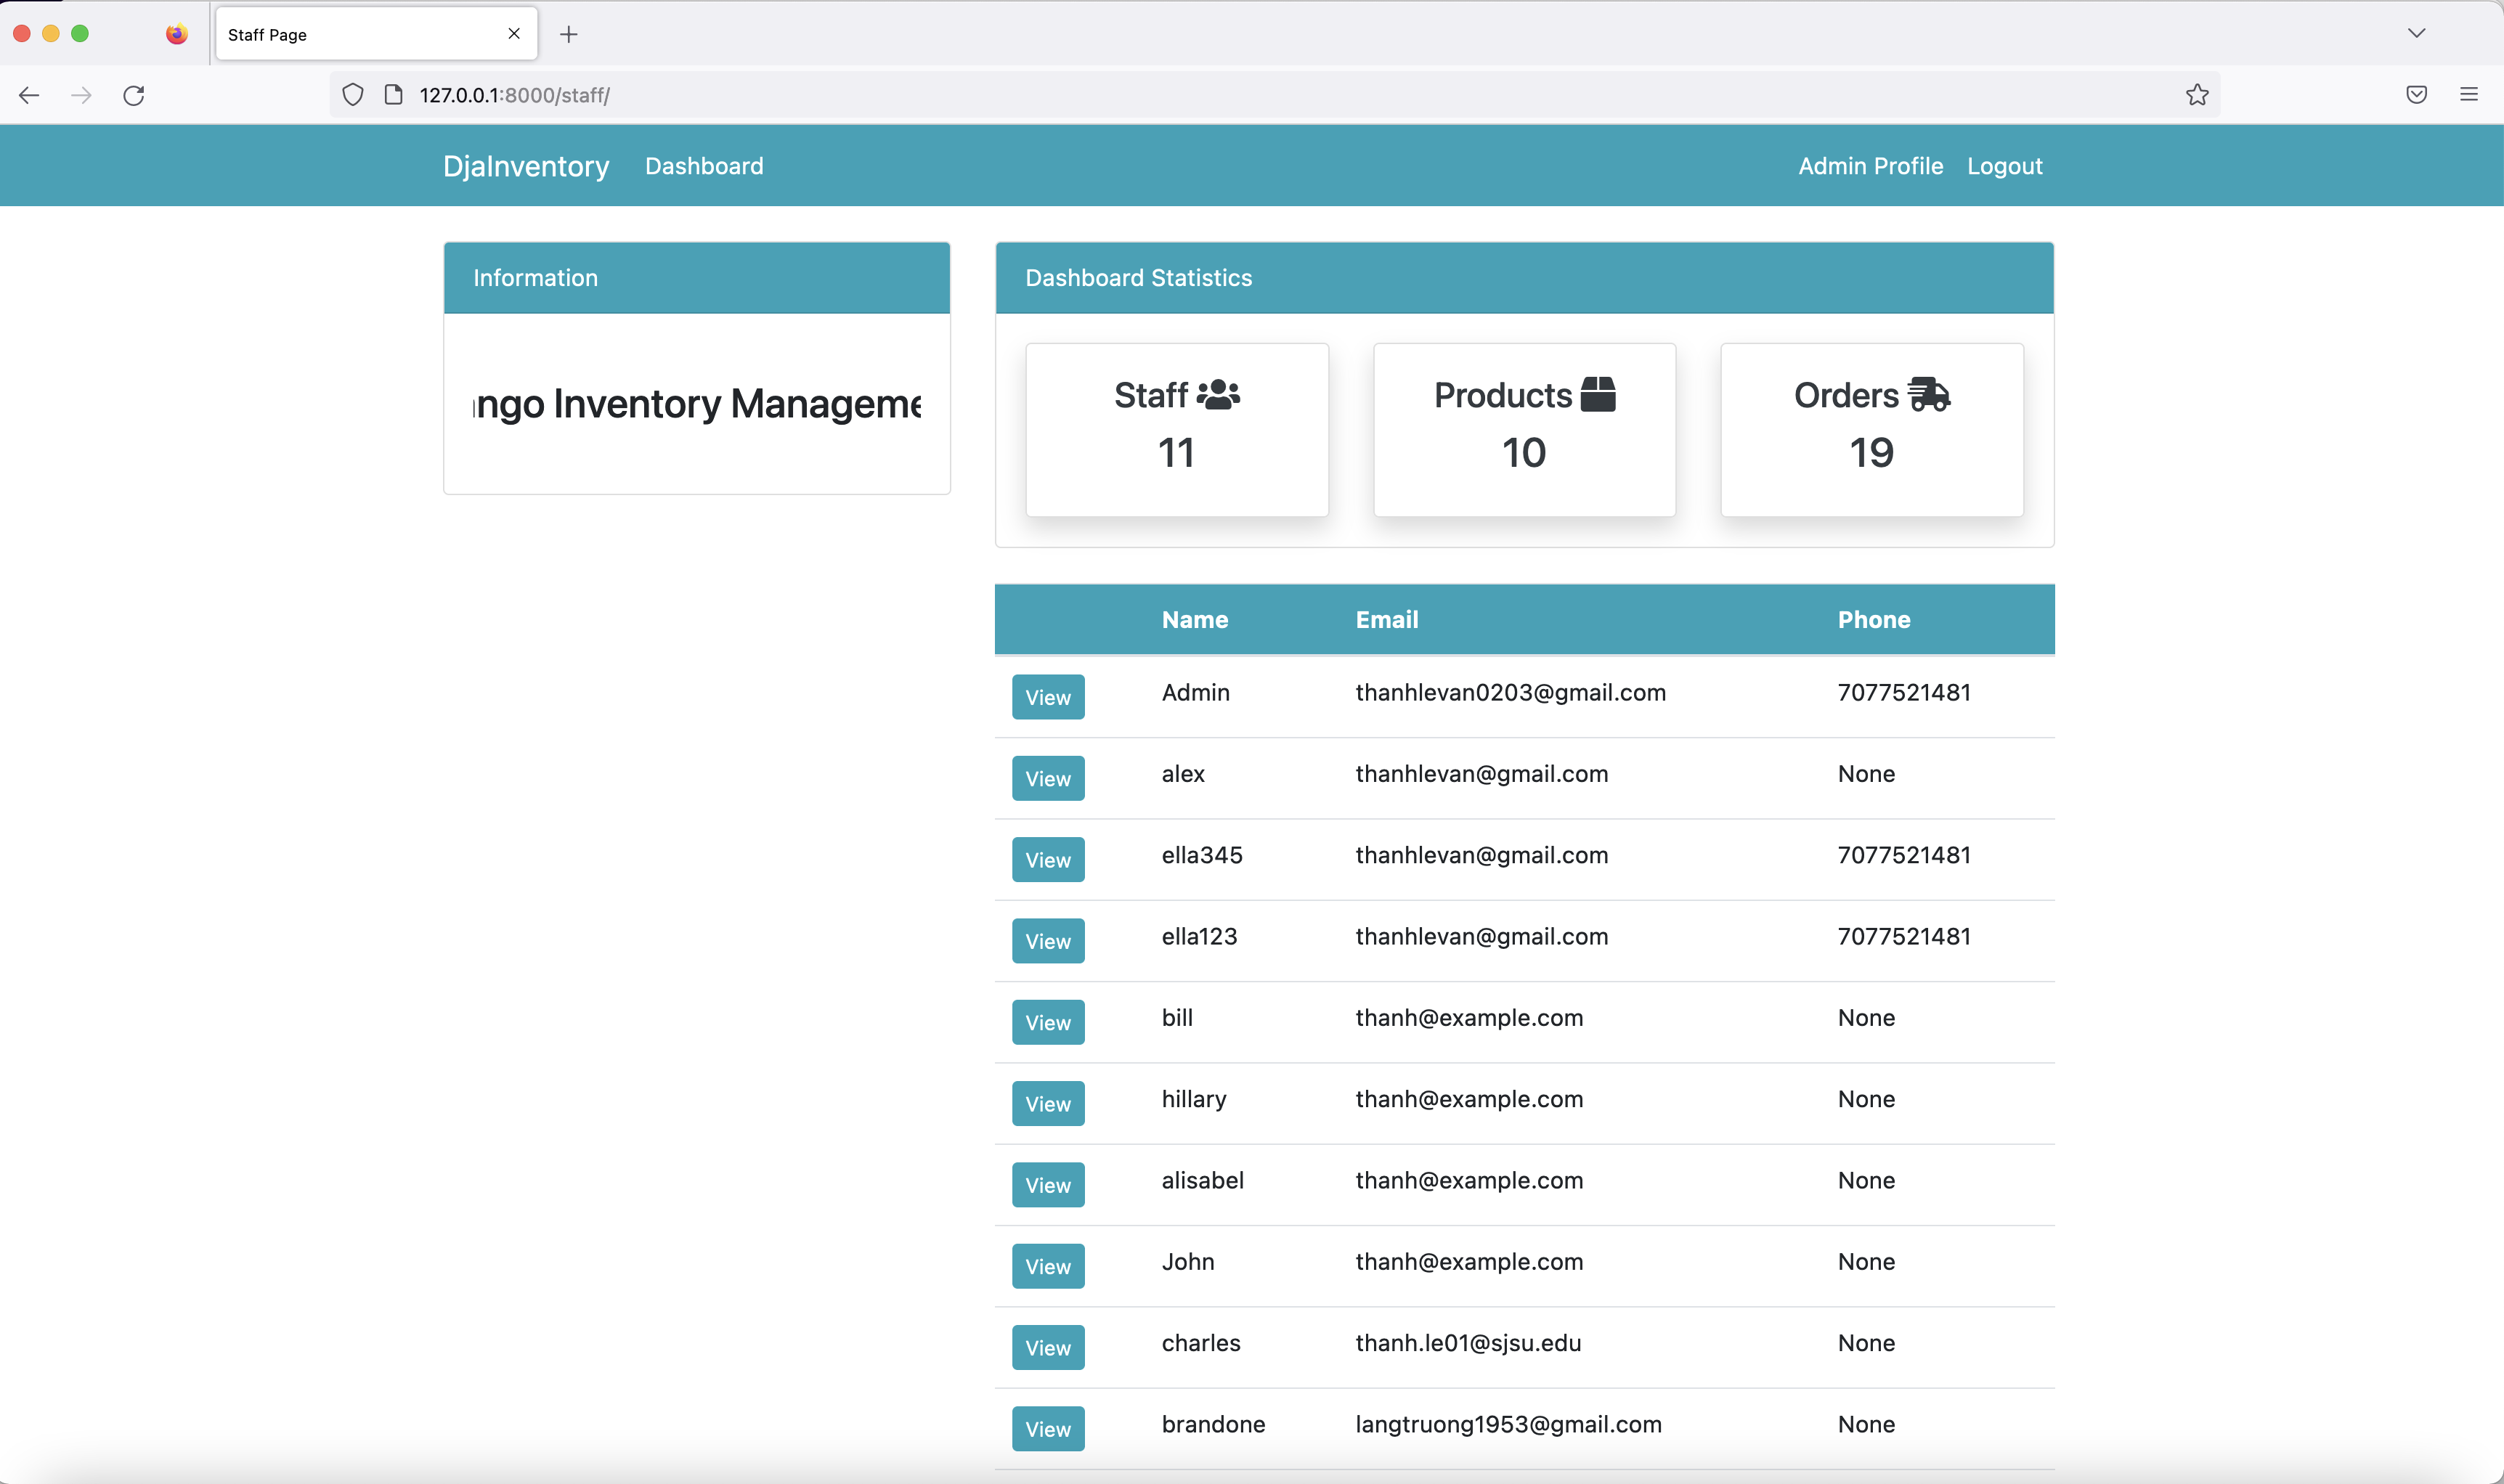 Staff Page
127.0.0.1:8000/staff/
DjaInventory Dashboard Admin Profile Logout
Information
ngo Inventory Manageme
Dashboard Statistics
Staff Products Orders
11 10 19
Name Email Phone
View Admin thanhlevan0203@gmail.com 7077521481
View alex thanhlevan@gmail.com None
View ella345 thanhlevan@gmail.com 7077521481
View ella123 thanhlevan@gmail.com 7077521481
View bill thanh@example.com None
View hillary thanh@example.com None
View alisabel thanh@example.com None
View John thanh@example.com None
View charles thanh.le01@sjsu.edu None
View brandone langtruong1953@gmail.com None